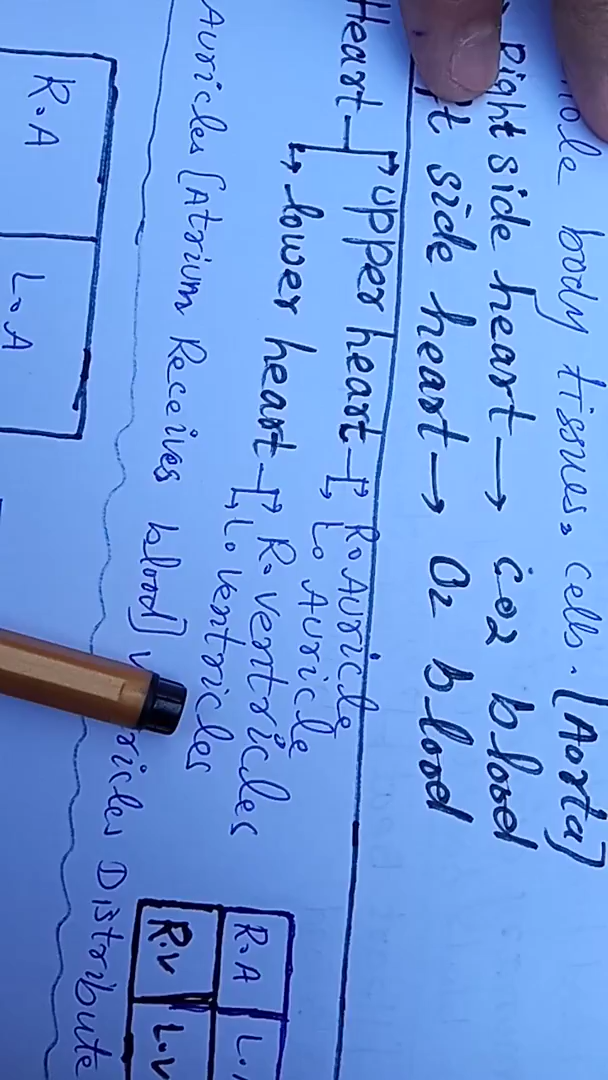 body tissues, cells. [Aorta]
Right side heart → co2 blood
side heart → O2 blood
Heart → upper heart → R. Auricle
L. Auricle
→ lower heart → R. ventricles
L. ventricles
Auricles [Atrium Receives blood]
Distribute
R.A L.A
R.A
R.V L.V